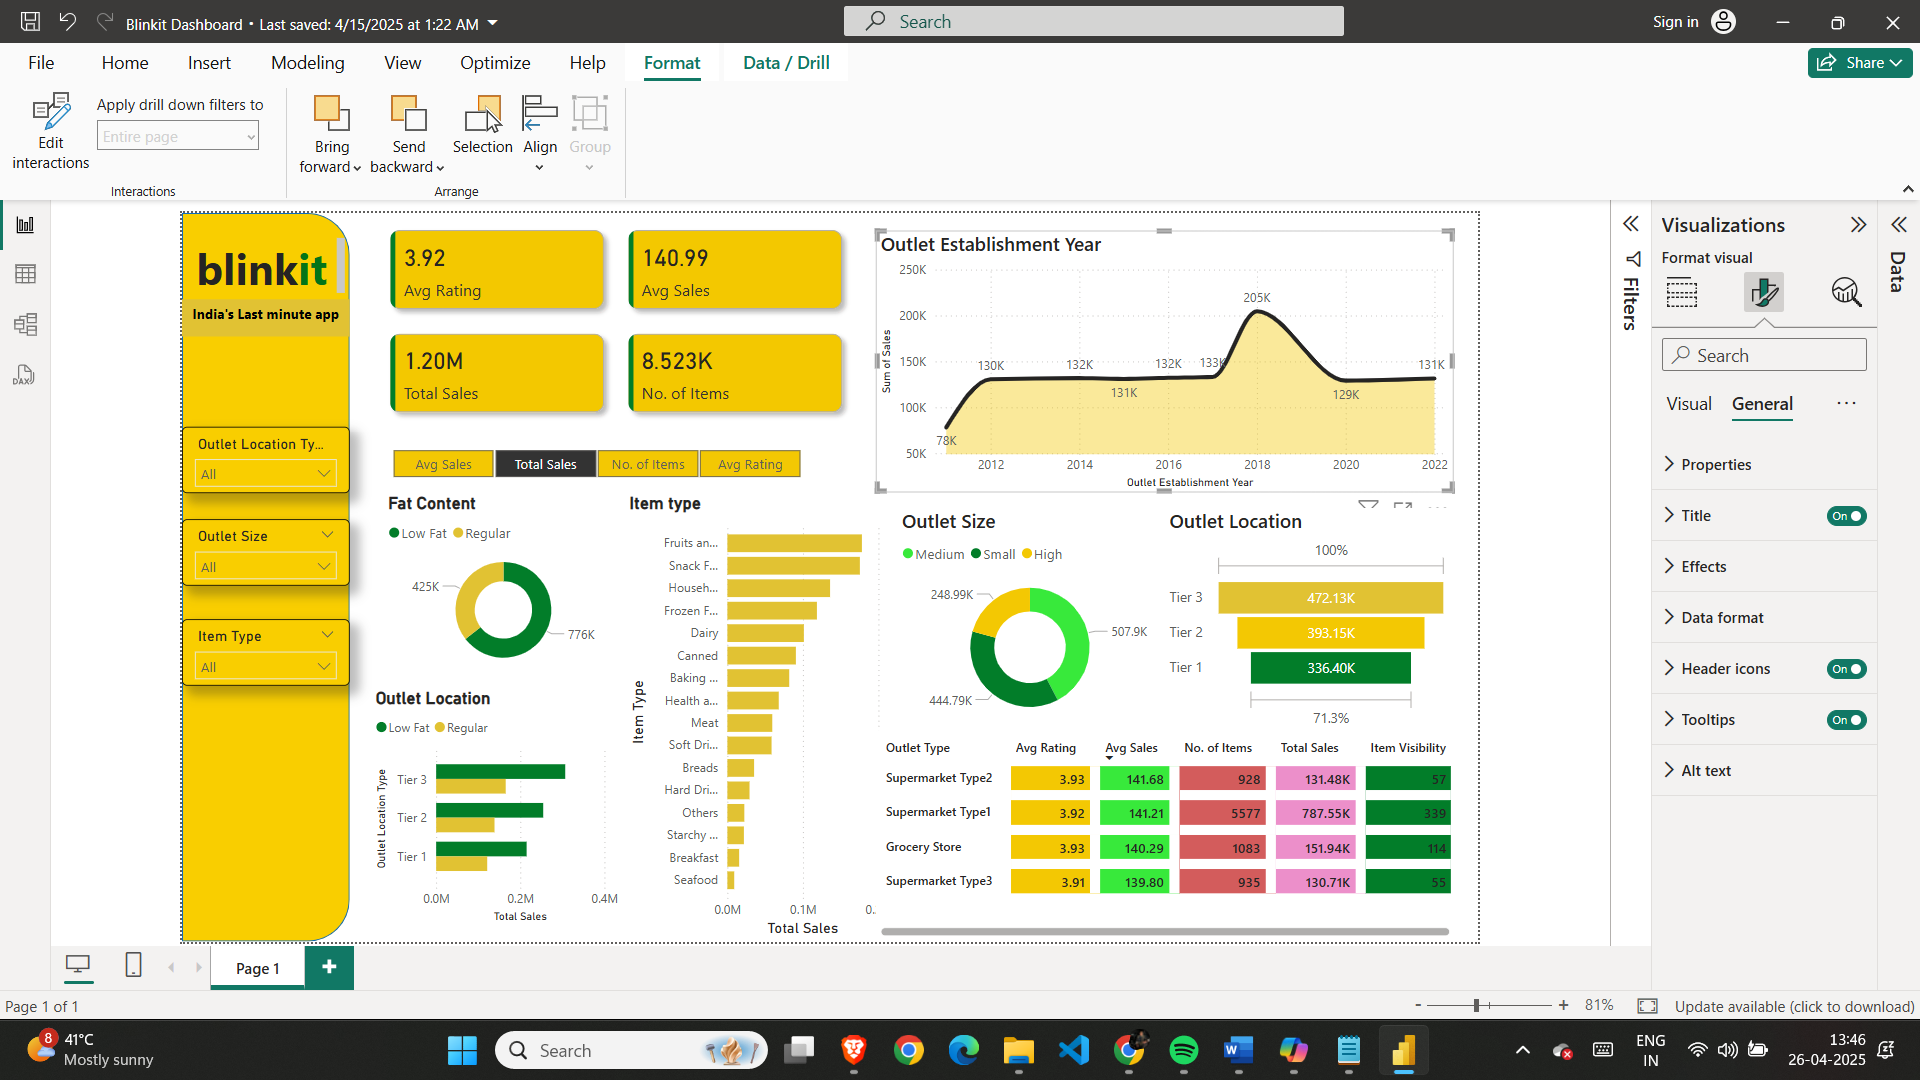 Blinkit Dashboard • Last saved: 4/15/2025 at 1:22 AM
Search
Sign in
File
Home
Insert
Modeling
View
Optimize
Help
Format
Data / Drill
Share
Edit
interactions
Apply drill down filters to
Entire page
Interactions
Bring
forward
Send
backward
Selection
Align
Group
Arrange
blinkit
India's Last minute app
Outlet Location Ty...
All
Outlet Size
All
Item Type
All
3.92
Avg Rating
140.99
Avg Sales
1.20M
Total Sales
8.523K
No. of Items
Avg Sales
Total Sales
No. of Items
Avg Rating
Outlet Establishment Year
250K
200K
150K
100K
50K
Sum of Sales
78K
130K
132K
131K
132K
133K
205K
129K
131K
2012
2014
2016
2018
2020
2022
Outlet Establishment Year
Fat Content
Low Fat
Regular
425K
776K
Outlet Location
Low Fat
Regular
Outlet Location Type
Tier 3
Tier 2
Tier 1
0.0M
0.2M
0.4M
Total Sales
Item type
Item Type
Fruits an...
Snack F...
Househ...
Frozen F...
Dairy
Canned
Baking ...
Health a...
Meat
Soft Dri...
Breads
Hard Dri...
Others
Starchy ...
Breakfast
Seafood
0.0M
0.1M
0.
Total Sales
Outlet Size
Medium
Small
High
248.99K
507.9K
444.79K
Outlet Location
100%
Tier 3
472.13K
Tier 2
393.15K
Tier 1
336.40K
71.3%
Outlet Type Avg Rating Avg Sales No. of Items Total Sales Item Visibility
Supermarket Type2 3.93 141.68 928 131.48K 57
Supermarket Type1 3.92 141.21 5577 787.55K 339
Grocery Store 3.93 140.29 1083 151.94K 114
Supermarket Type3 3.91 139.80 935 130.71K 55
Filters
Visualizations
Format visual
Search
Visual
General
...
Properties
Title
On
Effects
Data format
Header icons
On
Tooltips
On
Alt text
Data
DAX
Page 1
+
Page 1 of 1
- + 81%
Update available (click to download)
8
41°C
Mostly sunny
Search
ENG
IN
13:46
26-04-2025